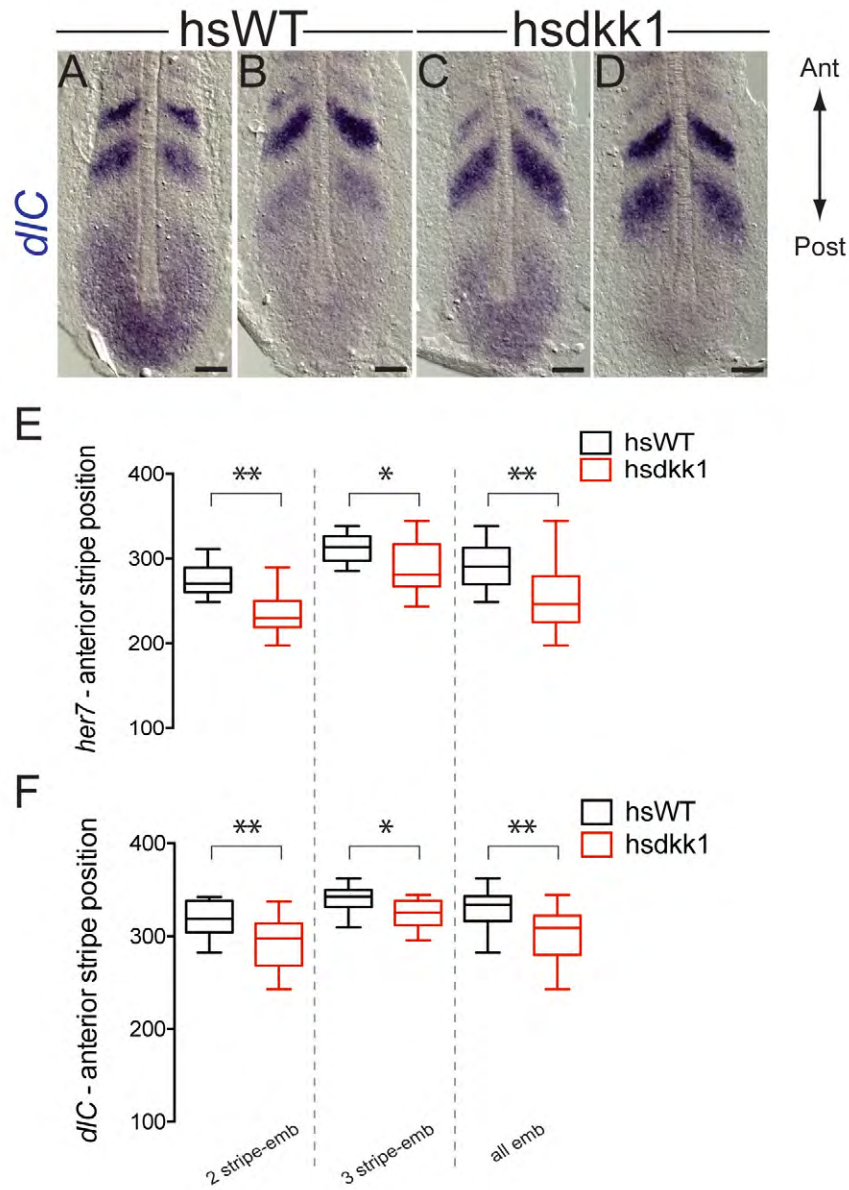 hsWT hsdkk1
A B C D
Ant
dlC
Post
E
hsWT
hsdkk1
her7 - anterior stripe position
400
300
200
100
** * **
F
hsWT
hsdkk1
dlC - anterior stripe position
400
300
200
100
** * **
2 stripe-emb 3 stripe-emb all emb